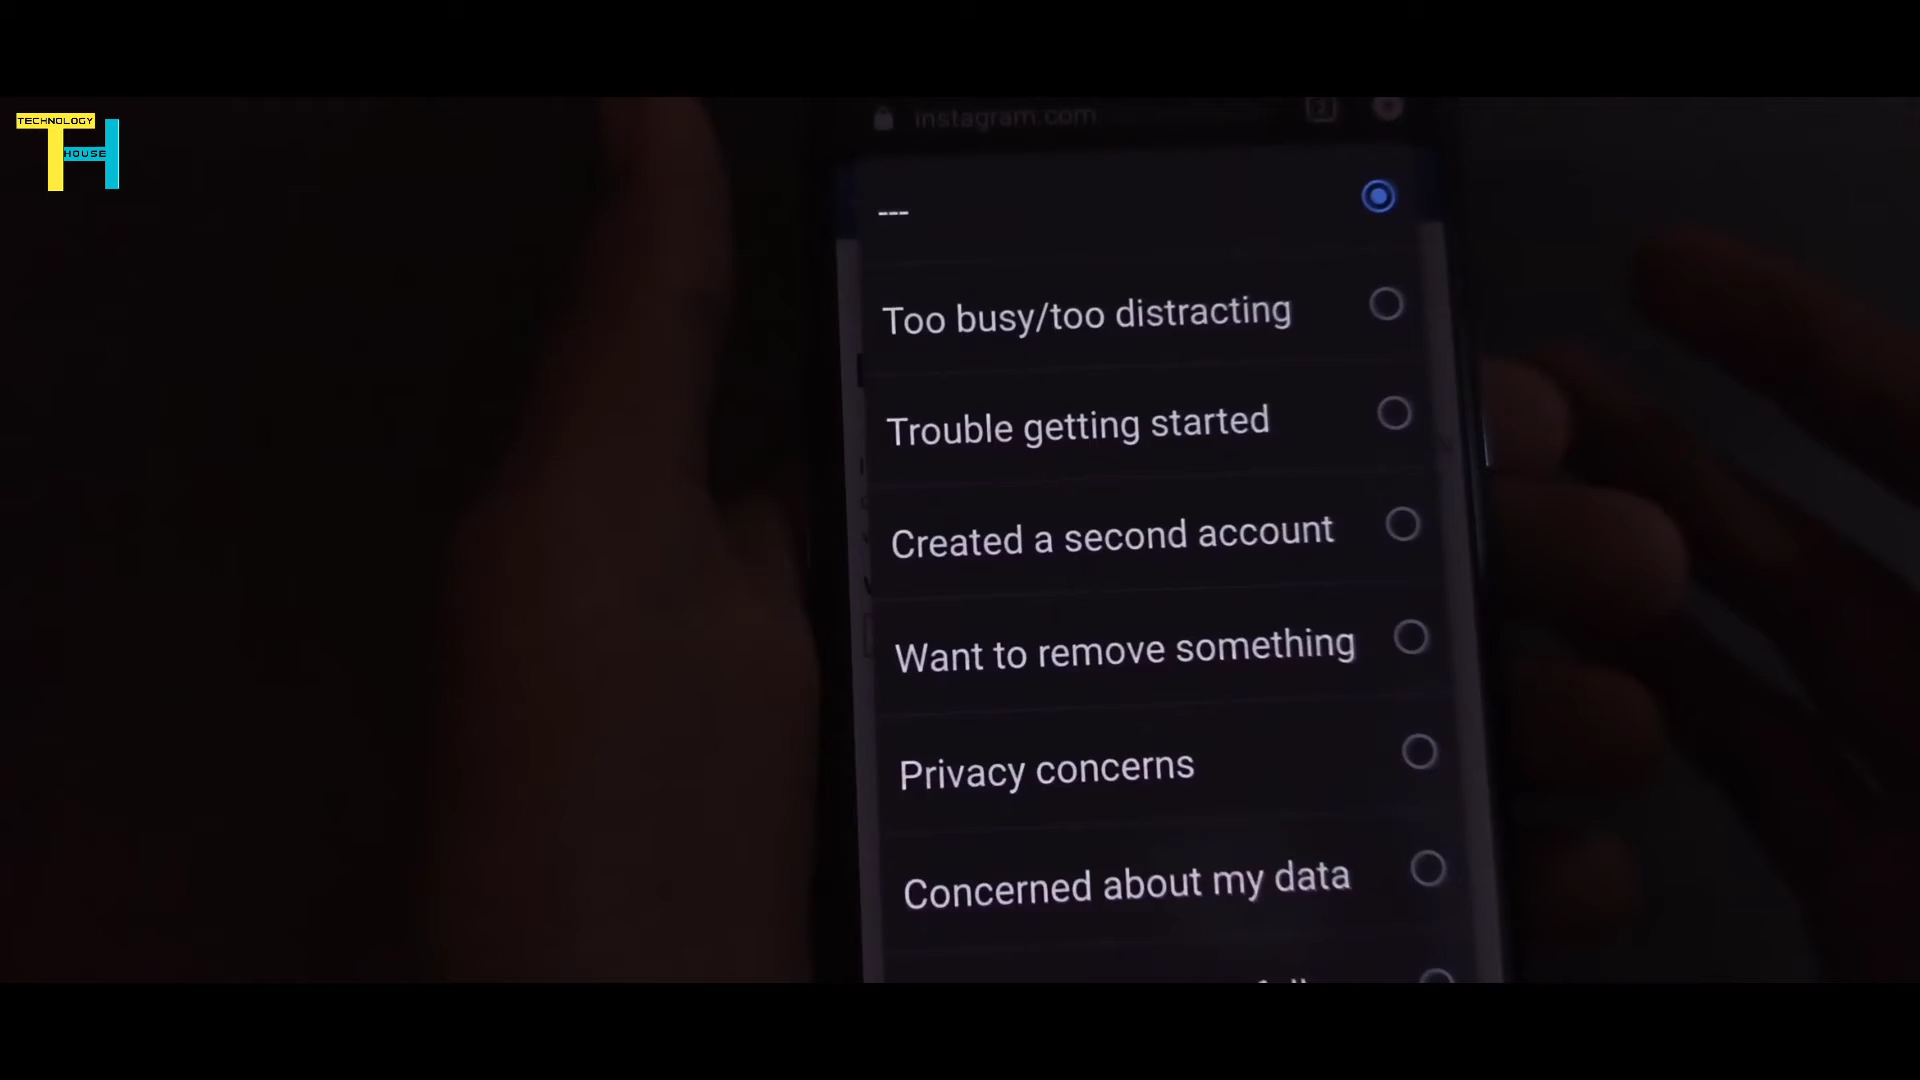 TECHNOLOGY
HOUSE
instagram.com
2
---
Too busy/too distracting
Trouble getting started
Created a second account
Want to remove something
Privacy concerns
Concerned about my data